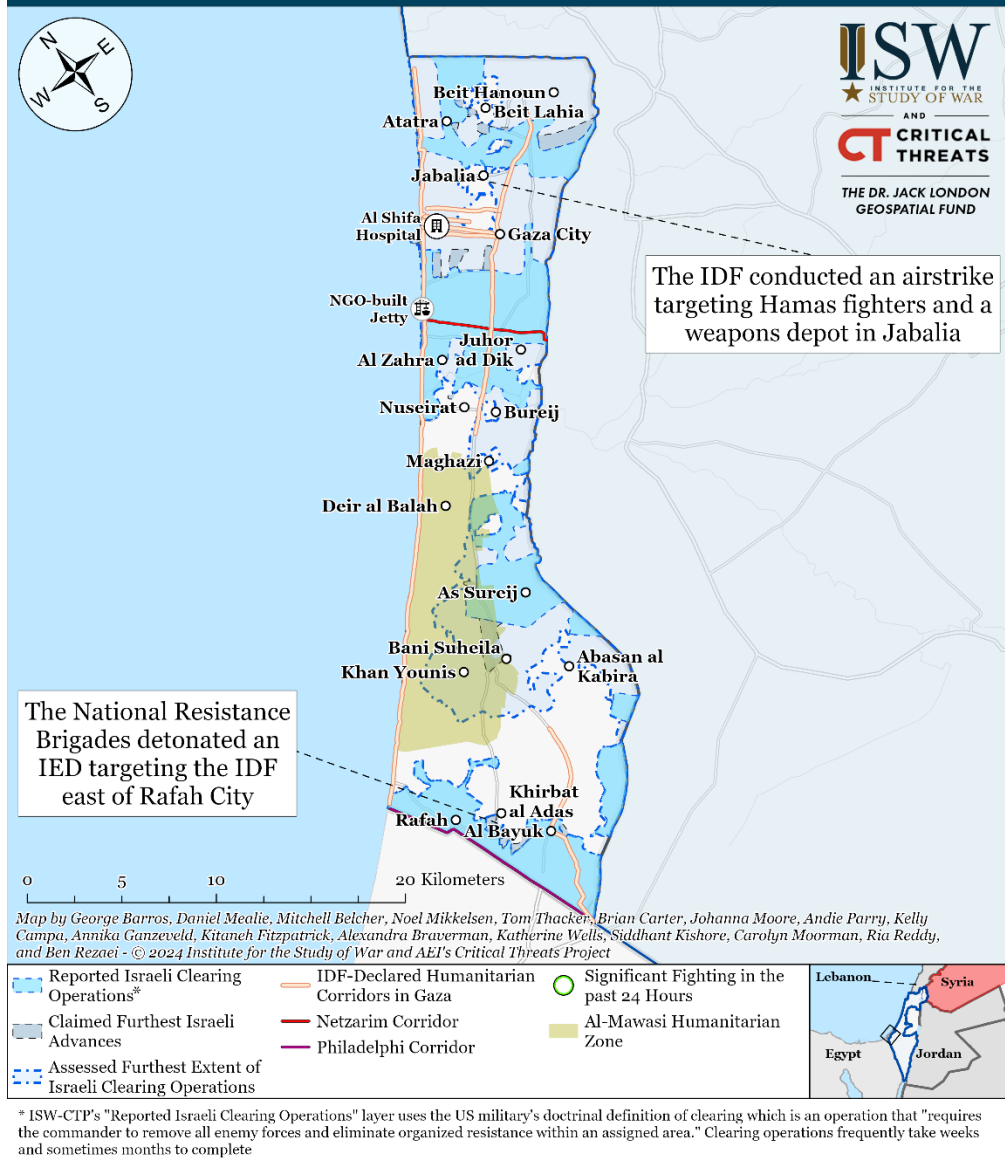 N
E
W
S
ISW
INSTITUTE FOR THE
STUDY OF WAR
AND
CT CRITICAL
THREATS
THE DR. JACK LONDON
GEOSPATIAL FUND
Beit Hanoun
Beit Lahia
Atatra
Jabalia
Al Shifa
Hospital
Gaza City
The IDF conducted an airstrike
targeting Hamas fighters and a
weapons depot in Jabalia
NGO-built
Jetty
Juhor
ad Dik
Al Zahra
Nuseirat
Bureij
Maghazi
Deir al Balah
As Sureij
Bani Suheila
Abasan al
Kabira
Khan Younis
The National Resistance
Brigades detonated an
IED targeting the IDF
east of Rafah City
Khirbat
al Adas
Rafah
Al Bayuk
0 5 10 20 Kilometers
Map by George Barros, Daniel Mealie, Mitchell Belcher, Noel Mikkelsen, Tom Thacker, Brian Carter, Johanna Moore, Andie Parry, Kelly
Campa, Annika Ganzeveld, Kitaneh Fitzpatrick, Alexandra Braverman, Katherine Wells, Siddhant Kishore, Carolyn Moorman, Ria Reddy,
and Ben Rezaei - © 2024 Institute for the Study of War and AEI's Critical Threats Project
Reported Israeli Clearing
Operations*
Claimed Furthest Israeli
Advances
Assessed Furthest Extent of
Israeli Clearing Operations
IDF-Declared Humanitarian
Corridors in Gaza
Netzarim Corridor
Philadelphi Corridor
Significant Fighting in the
past 24 Hours
Al-Mawasi Humanitarian
Zone
Lebanon
Syria
Egypt
Jordan
* ISW-CTP's "Reported Israeli Clearing Operations" layer uses the US military's doctrinal definition of clearing which is an operation that "requires
the commander to remove all enemy forces and eliminate organized resistance within an assigned area." Clearing operations frequently take weeks
and sometimes months to complete